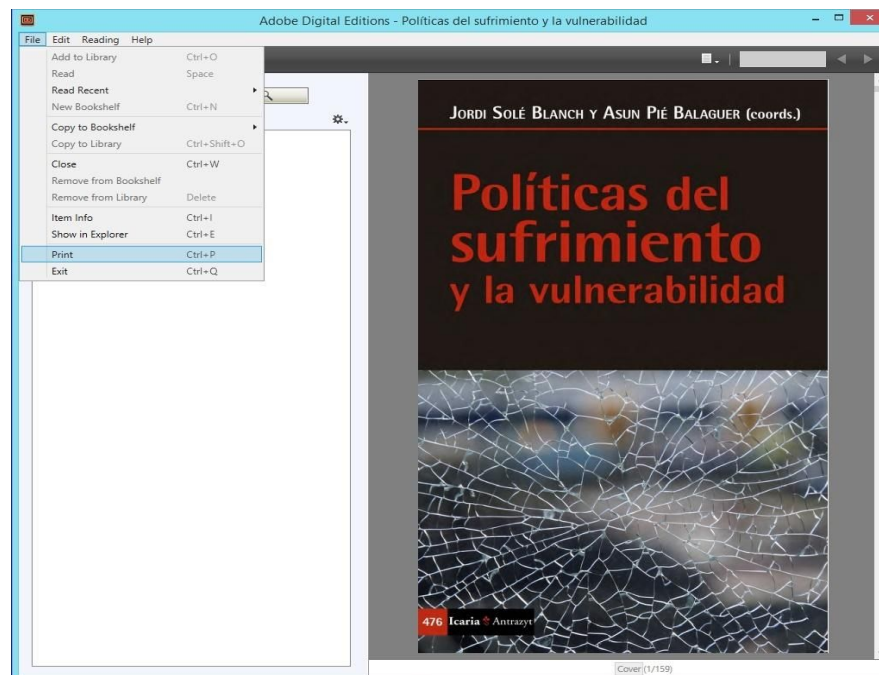 Adobe Digital Editions - Políticas del sufrimiento y la vulnerabilidad
File Edit Reading Help
Add to Library Ctrl+O
Read Space
Read Recent
New Bookshelf Ctrl+N
Copy to Bookshelf
Copy to Library Ctrl+Shift+O
Close Ctrl+W
Remove from Bookshelf
Remove from Library Delete
Item Info Ctrl+I
Show in Explorer Ctrl+E
Print Ctrl+P
Exit Ctrl+Q
JORDI SOLÉ BLANCH Y ASUN PIÉ BALAGUER (coords.)
Políticas del
sufrimiento
y la vulnerabilidad
476 Icaria Antrazyt
Cover (1/159)